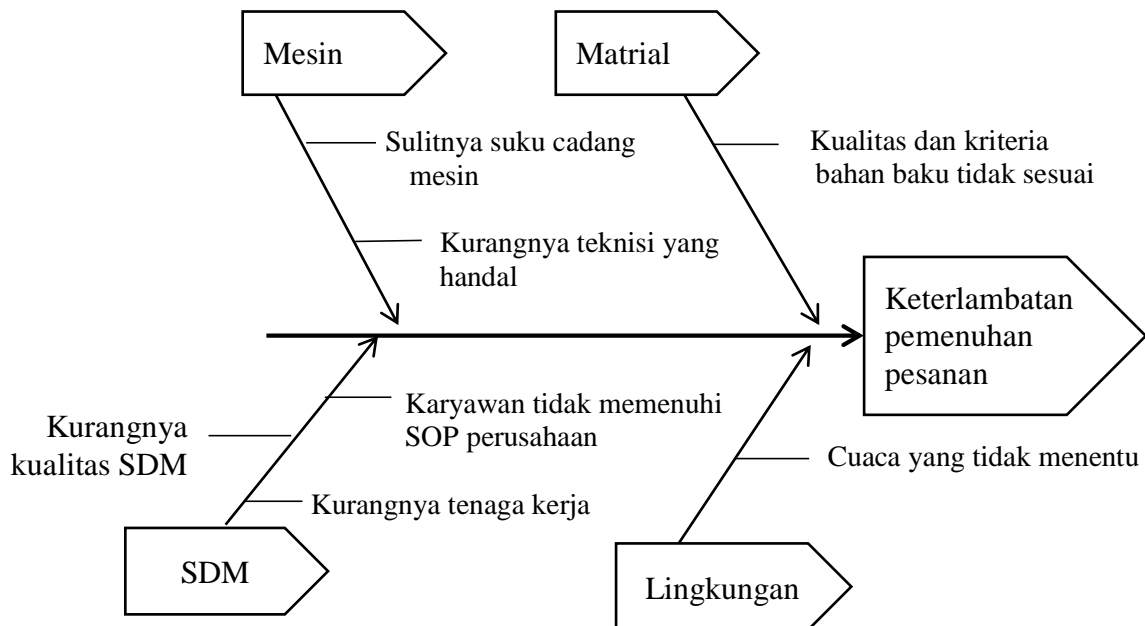 Mesin
Matrial
Sulitnya suku cadang
mesin
Kualitas dan kriteria
bahan baku tidak sesuai
Kurangnya teknisi yang
handal
Keterlambatan
pemenuhan
pesanan
Karyawan tidak memenuhi
SOP perusahaan
Kurangnya
kualitas SDM
Cuaca yang tidak menentu
Kurangnya tenaga kerja
SDM
Lingkungan